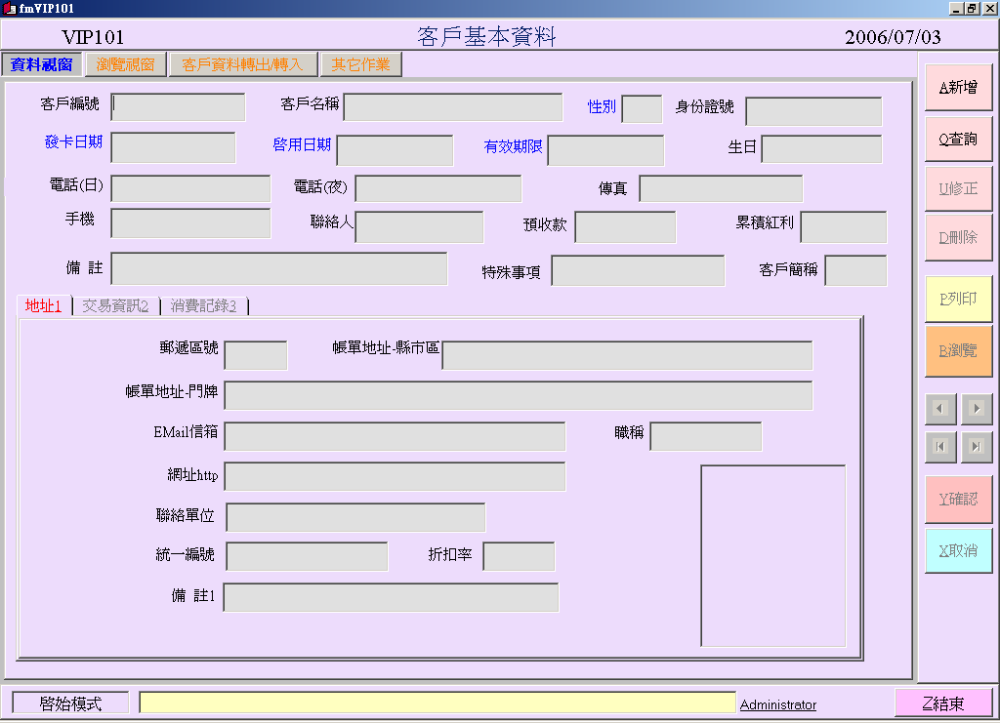 fmVIP101
VIP101 客戶基本資料 2006/07/03
資料視窗 瀏覽視窗 客戶資料轉出/轉入 其它作業
客戶編號 客戶名稱 性別 身份證號
發卡日期 啓用日期 有效期限 生日
電話(日) 電話(夜) 傳真
手機 聯絡人 預收款 累積紅利
備 註 特殊事項 客戶簡稱
地址1 交易資訊2 消費記錄3
郵遞區號 帳單地址-縣市區
帳單地址-門牌
EMail信箱 職稱
網址http
聯絡單位
統一編號 折扣率
備 註1
A新增
Q查詢
U修正
D刪除
P列印
B瀏覽
Y確認
X取消
啓始模式 Administrator Z結束